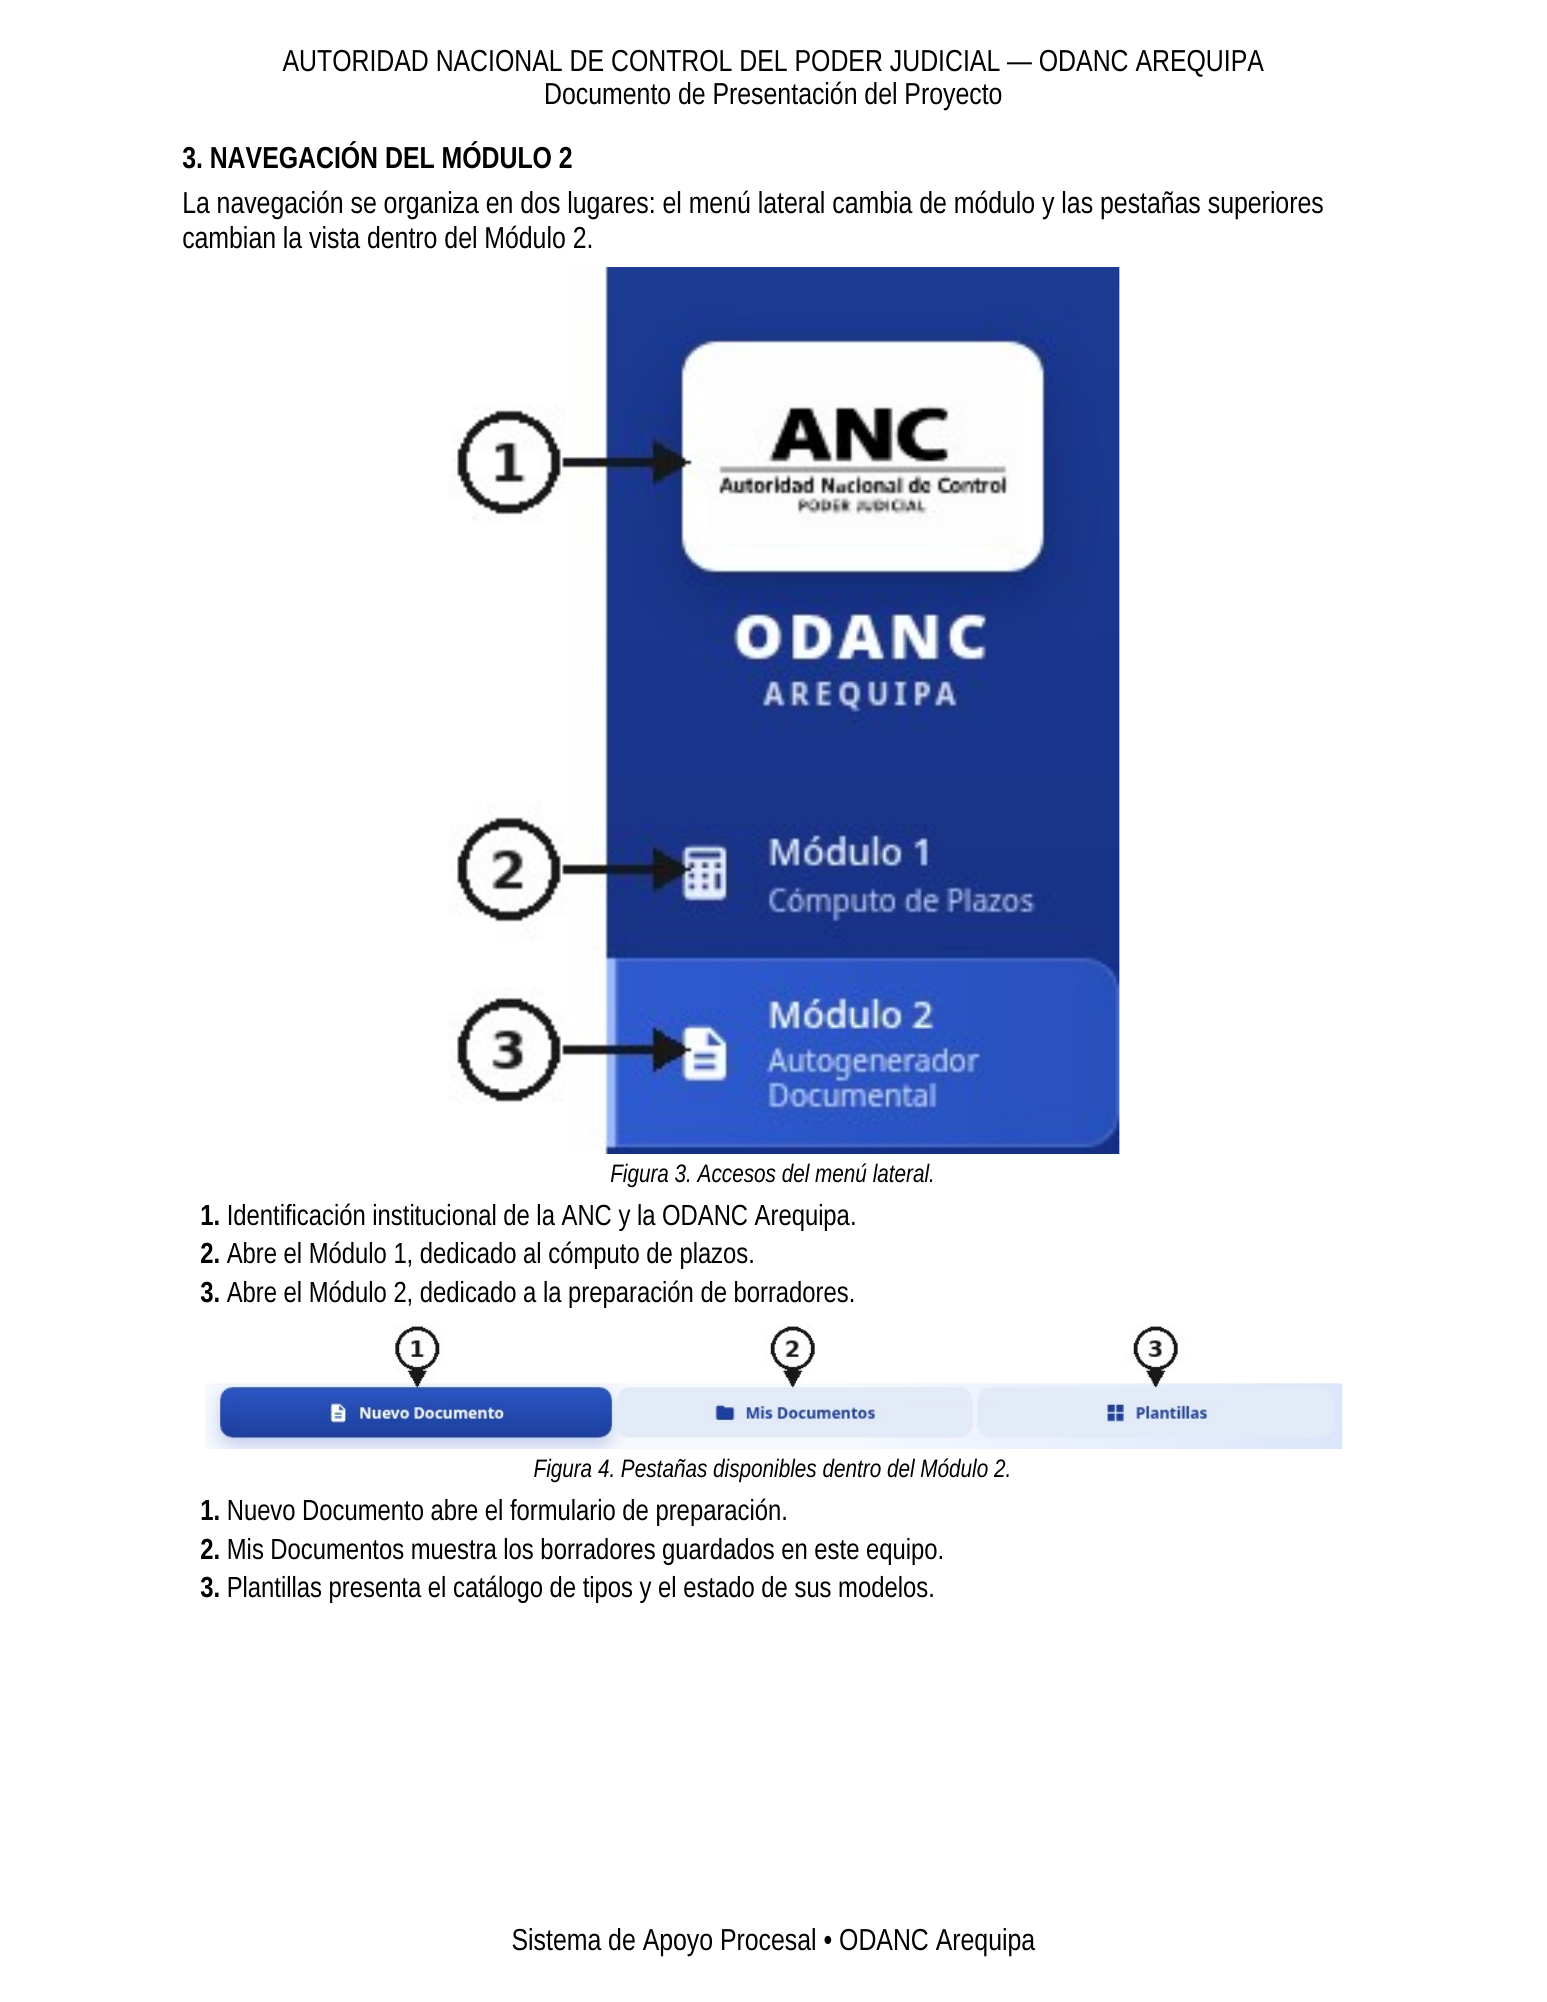 AUTORIDAD NACIONAL DE CONTROL DEL PODER JUDICIAL — ODANC AREQUIPA
Documento de Presentación del Proyecto
3. NAVEGACIÓN DEL MÓDULO 2
La navegación se organiza en dos lugares: el menú lateral cambia de módulo y las pestañas superiores
cambian la vista dentro del Módulo 2.
1
ANC
Autoridad Nacional de Control
PODER JUDICIAL
ODANC
AREQUIPA
2
Módulo 1
Cómputo de Plazos
3
Módulo 2
Autogenerador
Documental
Figura 3. Accesos del menú lateral.
1. Identificación institucional de la ANC y la ODANC Arequipa.
2. Abre el Módulo 1, dedicado al cómputo de plazos.
3. Abre el Módulo 2, dedicado a la preparación de borradores.
1 2 3
Nuevo Documento Mis Documentos Plantillas
Figura 4. Pestañas disponibles dentro del Módulo 2.
1. Nuevo Documento abre el formulario de preparación.
2. Mis Documentos muestra los borradores guardados en este equipo.
3. Plantillas presenta el catálogo de tipos y el estado de sus modelos.
Sistema de Apoyo Procesal • ODANC Arequipa